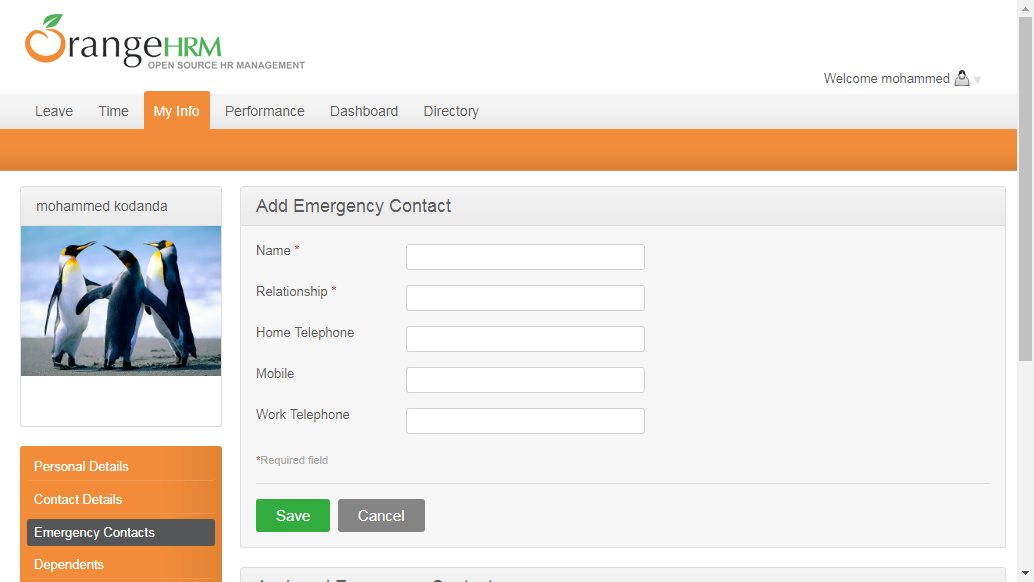 OrangeHRM
OPEN SOURCE HR MANAGEMENT
Welcome mohammed
Leave Time My Info Performance Dashboard Directory
mohammed kodanda
Add Emergency Contact
Name *
Relationship *
Home Telephone
Mobile
Work Telephone
*Required field
Save Cancel
Personal Details
Contact Details
Emergency Contacts
Dependents